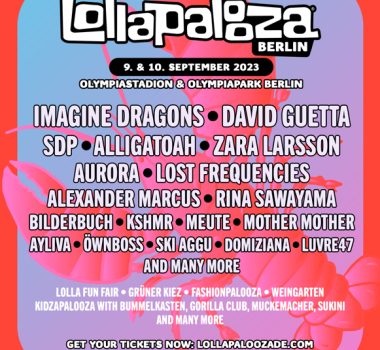 Lollapalooza
BERLIN
9. & 10. SEPTEMBER 2023
OLYMPIASTADION & OLYMPIAPARK BERLIN
IMAGINE DRAGONS • DAVID GUETTA
SDP • ALLIGATOAH • ZARA LARSSON
AURORA • LOST FREQUENCIES
ALEXANDER MARCUS • RINA SAWAYAMA
BILDERBUCH • KSHMR • MEUTE • MOTHER MOTHER
AYLIVA • ÖWNBOSS • SKI AGGU • DOMIZIANA • LUVRE47
AND MANY MORE
LOLLA FUN FAIR • GRÜNER KIEZ • FASHIONPALOOZA • WEINGARTEN
KIDZAPALOOZA WITH BUMMELKASTEN, GORILLA CLUB, MUCKEMACHER, SUKINI
AND MANY MORE
GET YOUR TICKETS NOW: LOLLAPALOOZADE.COM